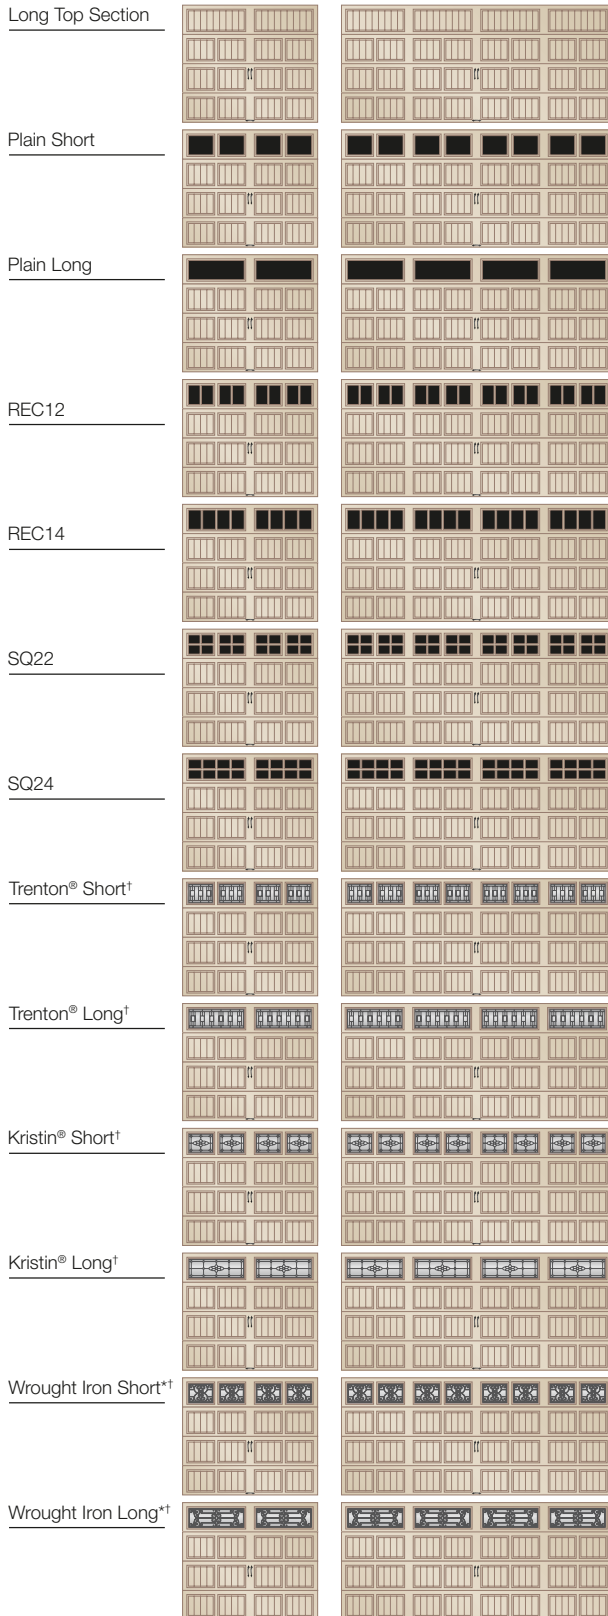 Long Top Section
Plain Short
Plain Long
REC12
REC14
SQ22
SQ24
Trenton® Short†
Trenton® Long†
Kristin® Short†
Kristin® Long†
Wrought Iron Short*†
Wrought Iron Long*†